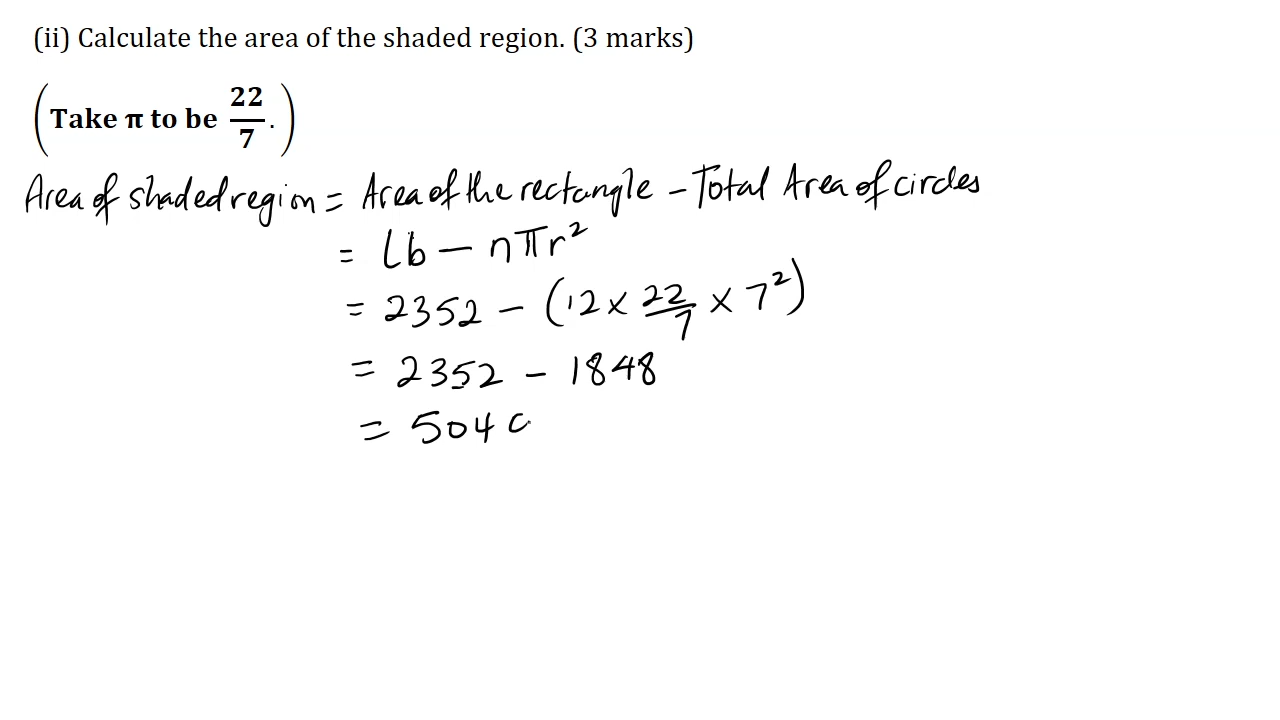 (ii) Calculate the area of the shaded region. (3 marks)
(Take π to be 22/7.)
Area of shaded region = Area of the rectangle - Total Area of circles
= Lb - nπr²
= 2352 - (12 × 22/7 × 7²)
= 2352 - 1848
= 504 c